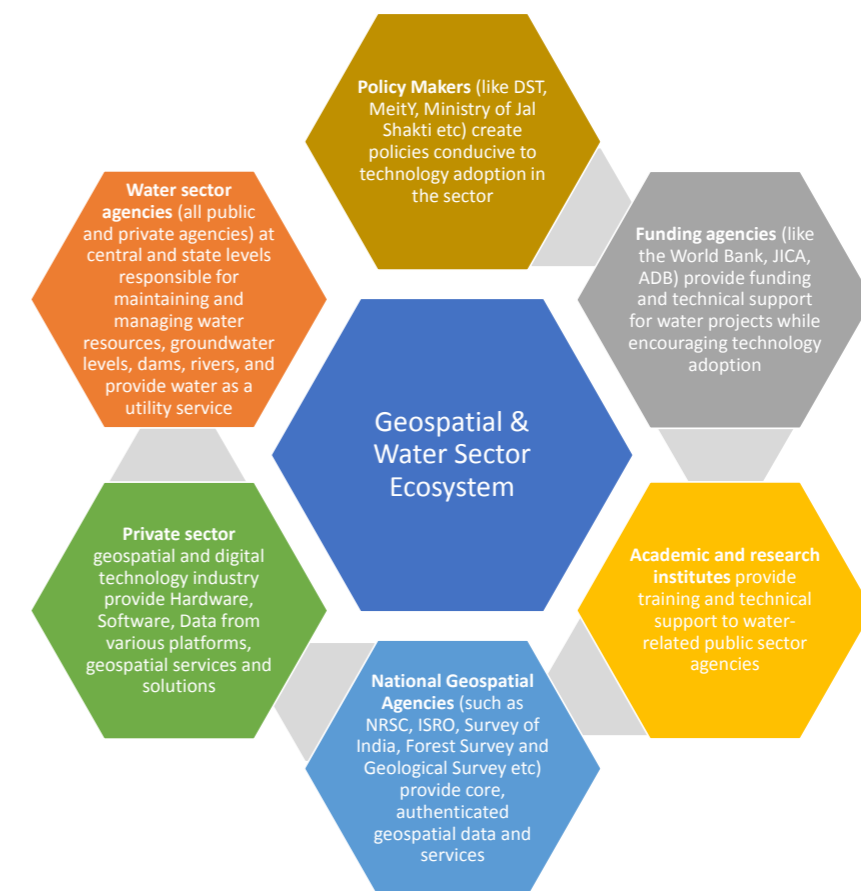 Policy Makers (like DST,
MeitY, Ministry of Jal
Shakti etc) create
policies conducive to
technology adoption in
the sector
Funding agencies (like
the World Bank, JICA,
ADB) provide funding
and technical support
for water projects while
encouraging technology
adoption
Academic and research
institutes provide
training and technical
support to water-
related public sector
agencies
National Geospatial
Agencies (such as
NRSC, ISRO, Survey of
India, Forest Survey and
Geological Survey etc)
provide core,
authenticated
geospatial data and
services
Private sector
geospatial and digital
technology industry
provide Hardware,
Software, Data from
various platforms,
geospatial services and
solutions
Water sector
agencies (all public
and private agencies) at
central and state levels
responsible for
maintaining and
managing water
resources, groundwater
levels, dams, rivers, and
provide water as a
utility service
Geospatial &
Water Sector
Ecosystem